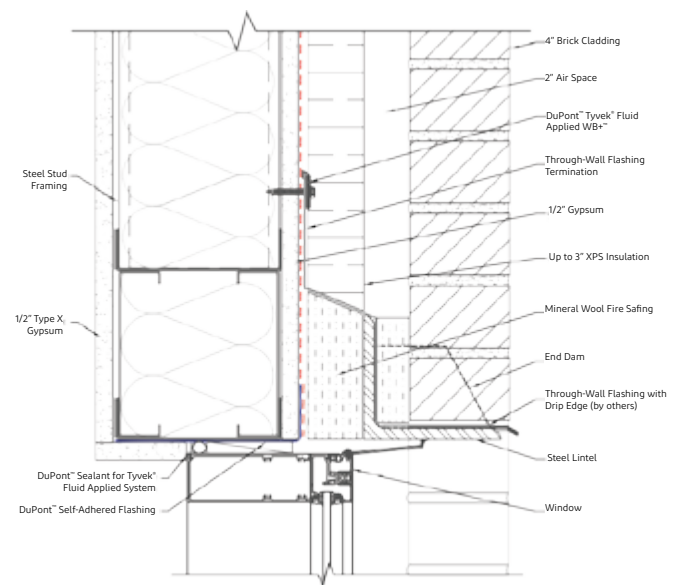 4" Brick Cladding
2" Air Space
DuPont™ Tyvek® Fluid
Applied WB+™
Through-Wall Flashing
Termination
1/2" Gypsum
Up to 3" XPS Insulation
Mineral Wool Fire Safing
End Dam
Through-Wall Flashing with
Drip Edge (by others)
Steel Lintel
Window
Steel Stud
Framing
1/2" Type X
Gypsum
DuPont™ Sealant for Tyvek®
Fluid Applied System
DuPont™ Self-Adhered Flashing